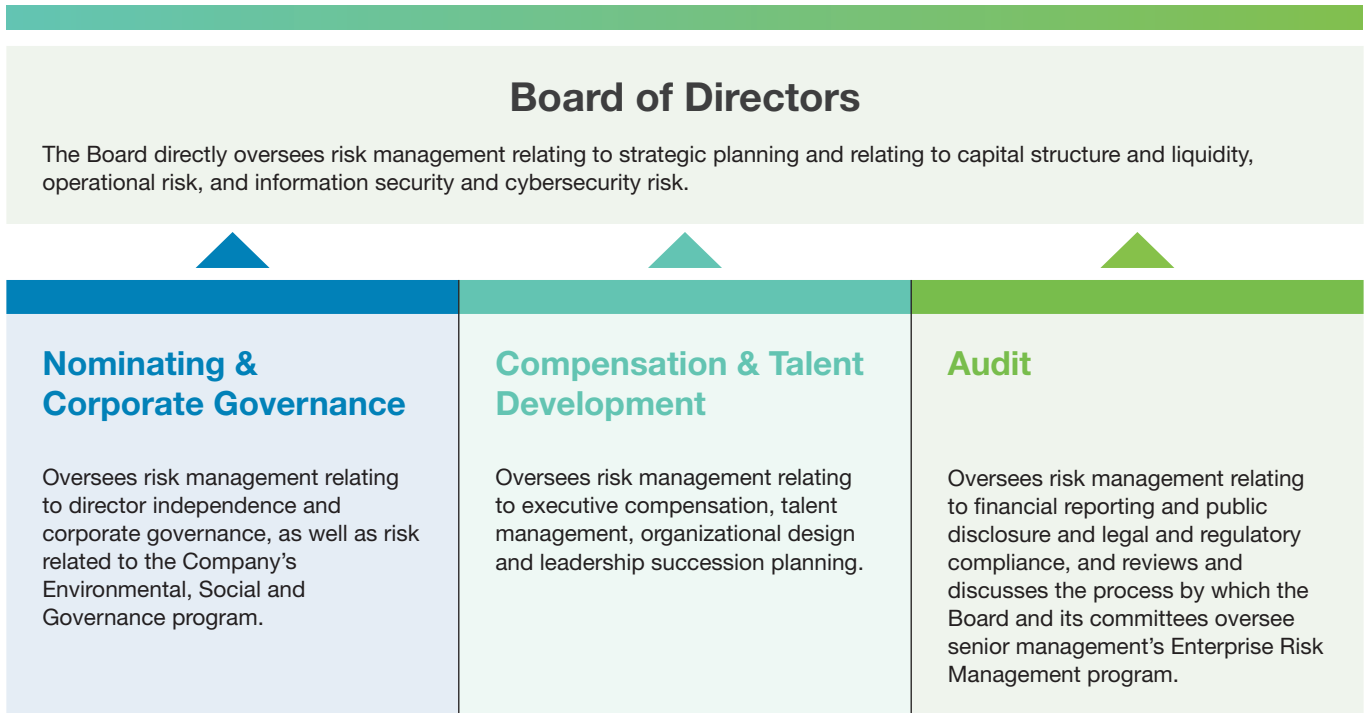 Board of Directors
The Board directly oversees risk management relating to strategic planning and relating to capital structure and liquidity,
operational risk, and information security and cybersecurity risk.
Nominating &
Corporate Governance
Oversees risk management relating
to director independence and
corporate governance, as well as risk
related to the Company’s
Environmental, Social and
Governance program.
Compensation & Talent
Development
Oversees risk management relating
to executive compensation, talent
management, organizational design
and leadership succession planning.
Audit
Oversees risk management relating
to financial reporting and public
disclosure and legal and regulatory
compliance, and reviews and
discusses the process by which the
Board and its committees oversee
senior management’s Enterprise Risk
Management program.